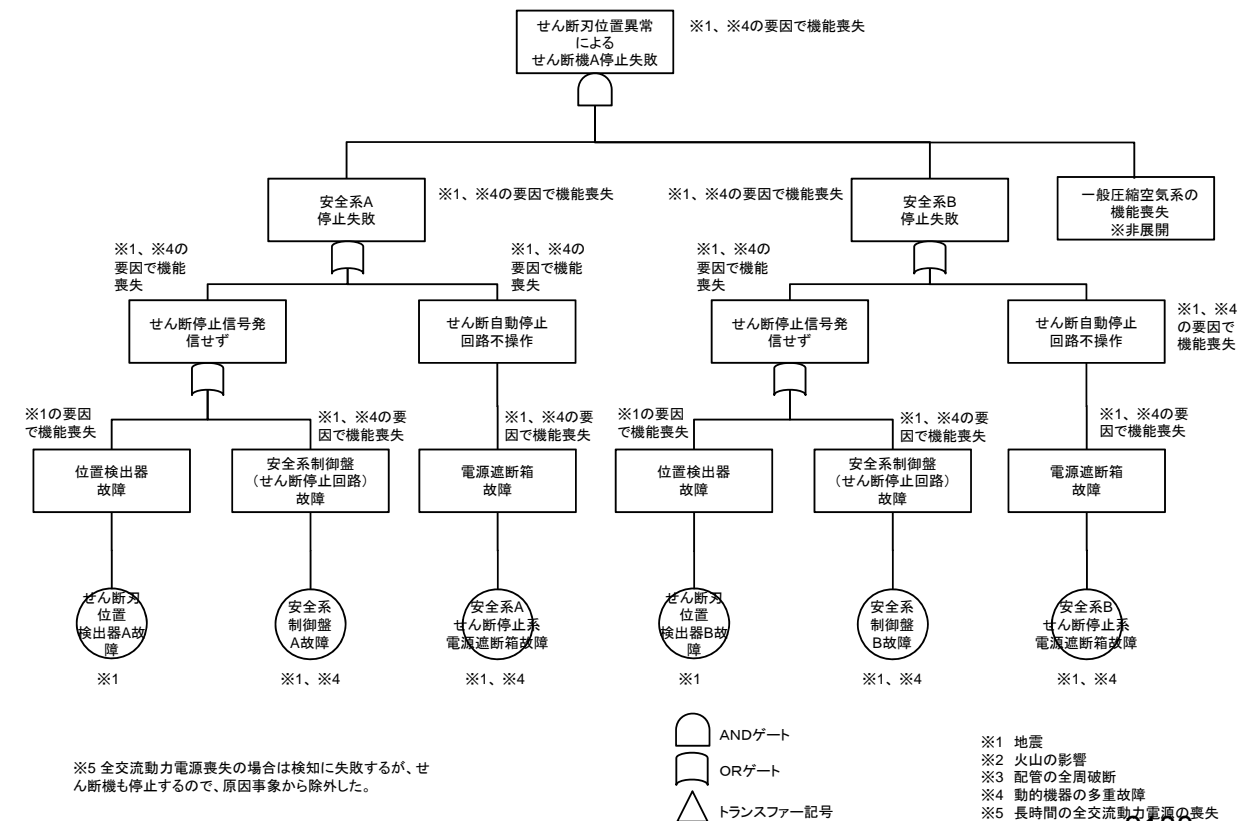 せん断刃位置異常
による
せん断機A停止失敗
※1、※4の要因で機能喪失
安全系A
停止失敗
※1、※4の要因で機能喪失
※1、※4の要因で機能喪失
安全系B
停止失敗
一般圧縮空気系の
機能喪失
※非展開
※1、※4の
要因で機能
喪失
※1、※4の
要因で機能
喪失
※1、※4の
要因で機能
喪失
せん断停止信号発
信せず
せん断自動停止
回路不操作
せん断停止信号発
信せず
せん断自動停止
回路不操作
※1、※4
の要因で
機能喪失
※1の要因
で機能喪失
※1、※4の要
因で機能喪失
※1、※4の要
因で機能喪失
※1の要因
で機能喪失
※1、※4の要
因で機能喪失
※1、※4の要
因で機能喪失
位置検出器
故障
安全系制御盤
(せん断停止回路)
故障
電源遮断箱
故障
位置検出器
故障
安全系制御盤
(せん断停止回路)
故障
電源遮断箱
故障
せん断刃
位置
検出器A故
障
安全系
制御盤
A故障
安全系A
せん断停止系
電源遮断箱故障
せん断刃
位置
検出器B故
障
安全系
制御盤
B故障
安全系B
せん断停止系
電源遮断箱故障
※1
※1、※4
※1、※4
※1
※1、※4
※1、※4
※5 全交流動力電源喪失の場合は検知に失敗するが、せ
ん断機も停止するので、原因事象から除外した。
ANDゲート
ORゲート
トランスファー記号
※1 地震
※2 火山の影響
※3 配管の全周破断
※4 動的機器の多重故障
※5 長時間の全交流動力電源の喪失